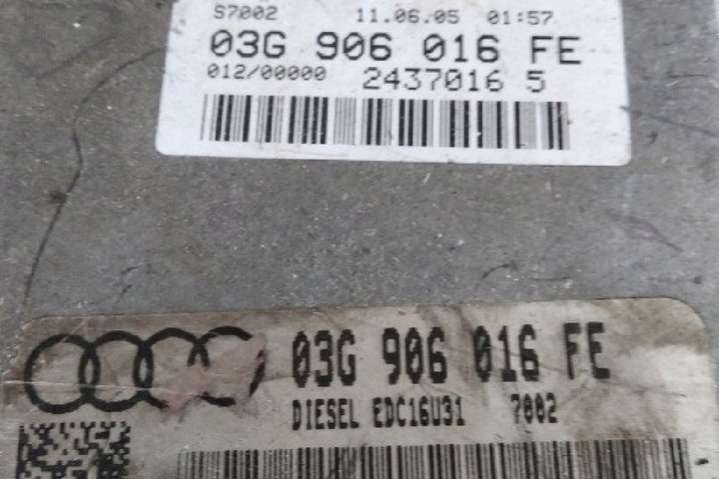 S7002 11.06.05 01:57
03G 906 016 FE
012/00000 2437016 5
03G 906 016 FE
DIESEL EDC16U31 7002